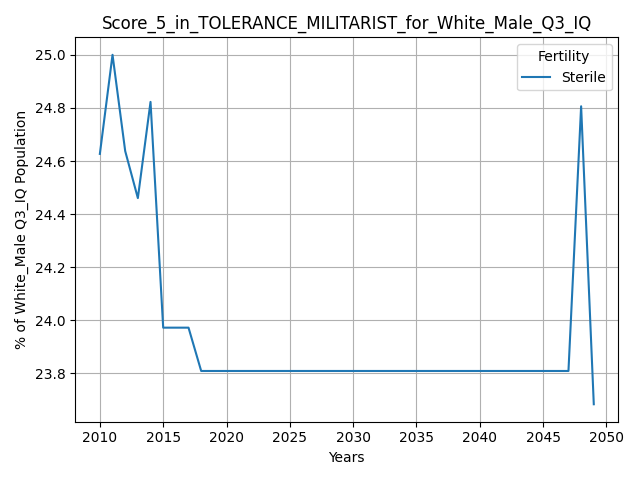 Score_5_in_TOLERANCE_MILITARIST_for_White_Male_Q3_IQ
Fertility
Sterile
% of White_Male Q3_IQ Population
25.0
24.8
24.6
24.4
24.2
24.0
23.8
2010 2015 2020 2025 2030 2035 2040 2045 2050
Years